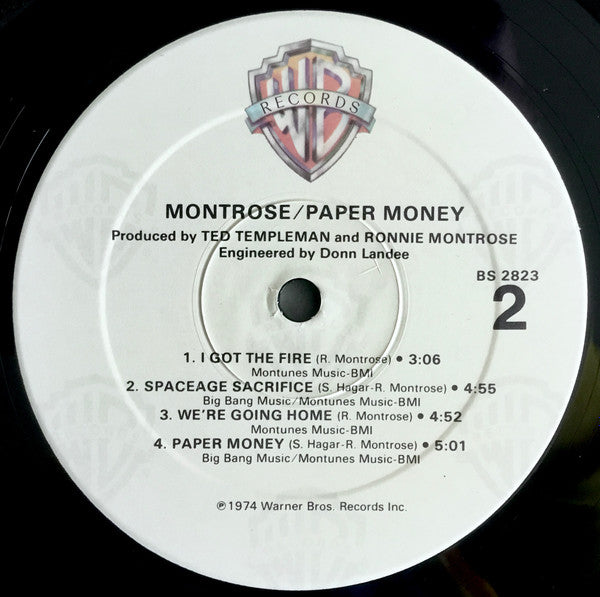 WB
RECORDS
MONTROSE/PAPER MONEY
Produced by TED TEMPLEMAN and RONNIE MONTROSE
Engineered by Donn Landee
BS 2823
2
1. I GOT THE FIRE (R. Montrose) • 3:06
Montunes Music-BMI
2. SPACEAGE SACRIFICE (S. Hagar-R. Montrose) • 4:55
Big Bang Music/Montunes Music-BMI
3. WE'RE GOING HOME (R. Montrose) • 4:52
Montunes Music-BMI
4. PAPER MONEY (S. Hagar-R. Montrose) • 5:01
Big Bang Music/Montunes Music-BMI
℗1974 Warner Bros. Records Inc.